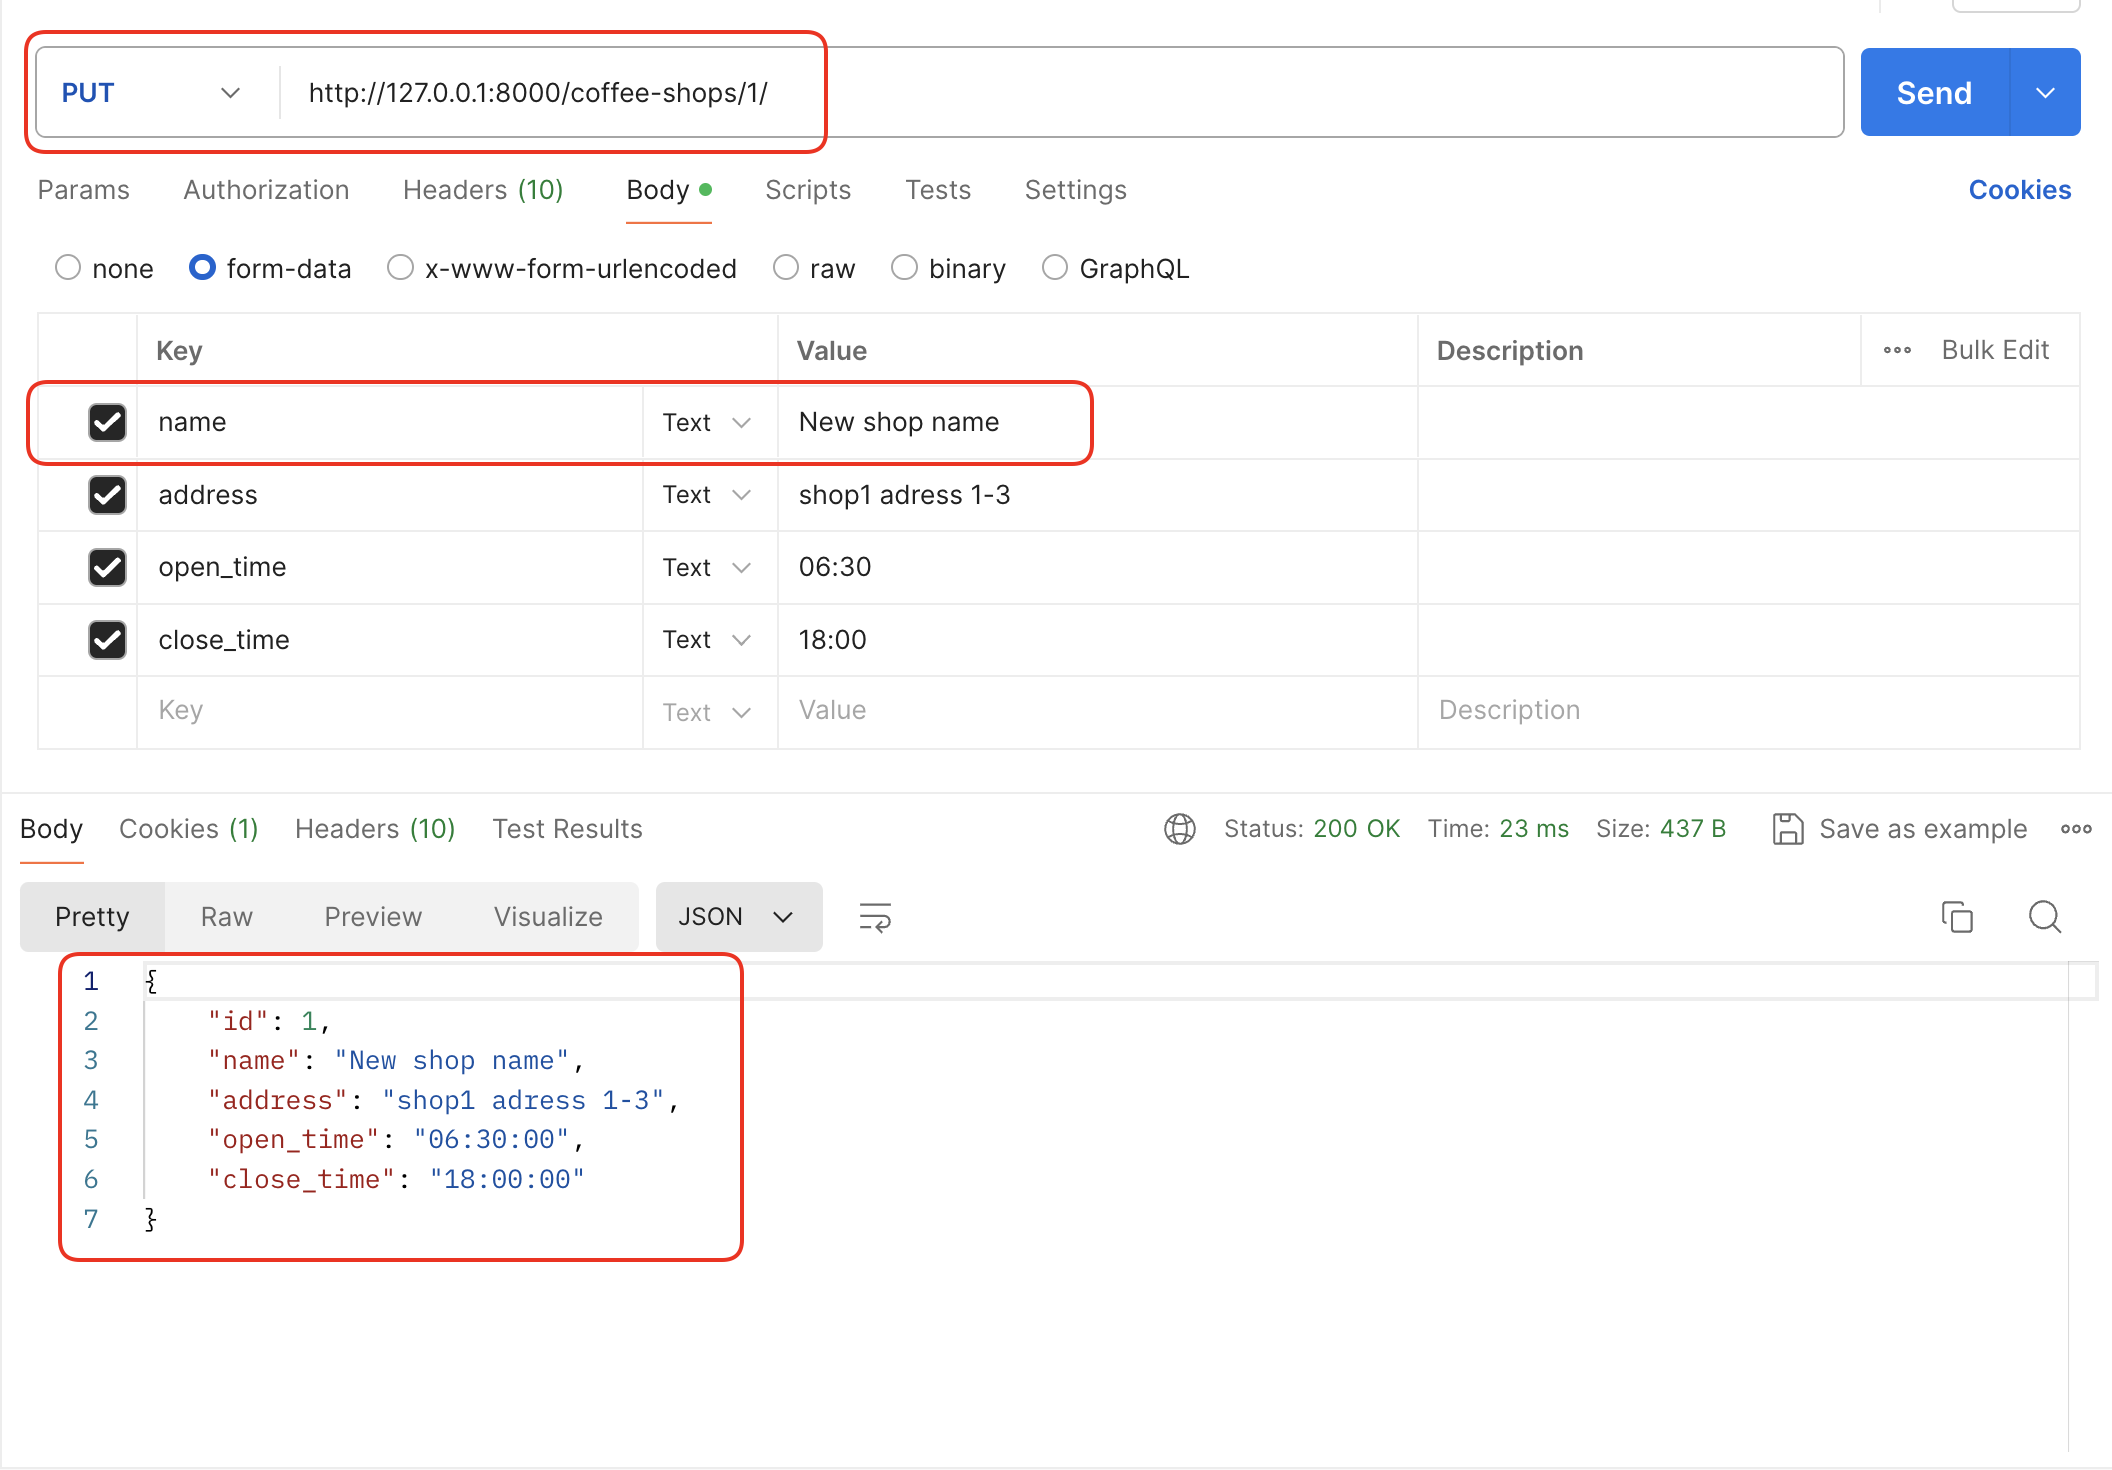 PUT http://127.0.0.1:8000/coffee-shops/1/ Send
Params Authorization Headers (10) Body Scripts Tests Settings Cookies
none form-data x-www-form-urlencoded raw binary GraphQL
Key Value Description Bulk Edit
name Text New shop name
address Text shop1 adress 1-3
open_time Text 06:30
close_time Text 18:00
Key Text Value Description
Body Cookies (1) Headers (10) Test Results Status: 200 OK Time: 23 ms Size: 437 B Save as example
Pretty Raw Preview Visualize JSON
1 {
2 "id": 1,
3 "name": "New shop name",
4 "address": "shop1 adress 1-3",
5 "open_time": "06:30:00",
6 "close_time": "18:00:00"
7 }